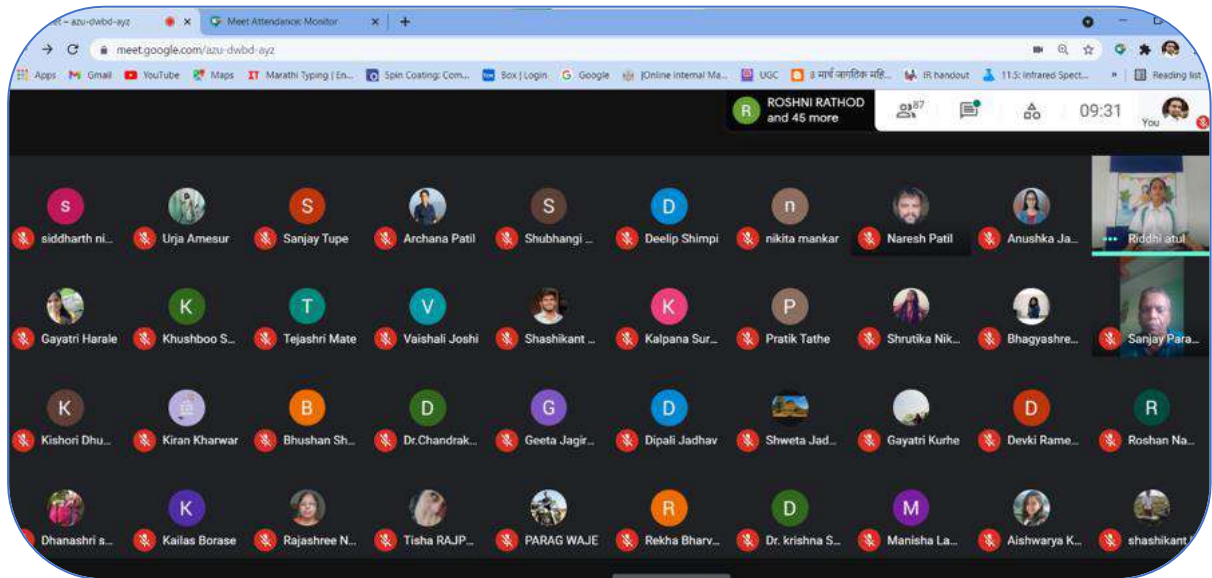 et – azu-dwbd-ayz
Meet Attendance Monitor
meet.google.com/azu-dwbd-ayz
Apps Gmail YouTube Maps Marathi Typing | En... Spin Coating: Com... Box | Login Google |Online Internal Ma... UGC 8 मार्च जागतिक महि... IR handout 11.5: Infrared Spect... » Reading list
R ROSHNI RATHOD and 45 more 87 09:31 You
s S S D n
siddharth ni... Urja Amesur Sanjay Tupe Archana Patil Shubhangi ... Deelip Shimpi nikita mankar Naresh Patil Anushka Ja... Riddhi atul
K T V K P
Gayatri Harale Khushboo S... Tejashri Mate Vaishali Joshi Shashikant ... Kalpana Sur... Pratik Tathe Shrutika Nik... Bhagyashre... Sanjay Para...
K B D G D D R
Kishori Dhu... Kiran Kharwar Bhushan Sh... Dr.Chandrak... Geeta Jagir... Dipali Jadhav Shweta Jad... Gayatri Kurhe Devki Rame... Roshan Na...
K R D M
Dhanashri s... Kailas Borase Rajashree N... Tisha RAJP... PARAG WAJE Rekha Bharv... Dr. krishna S... Manisha La... Aishwarya K... shashikant